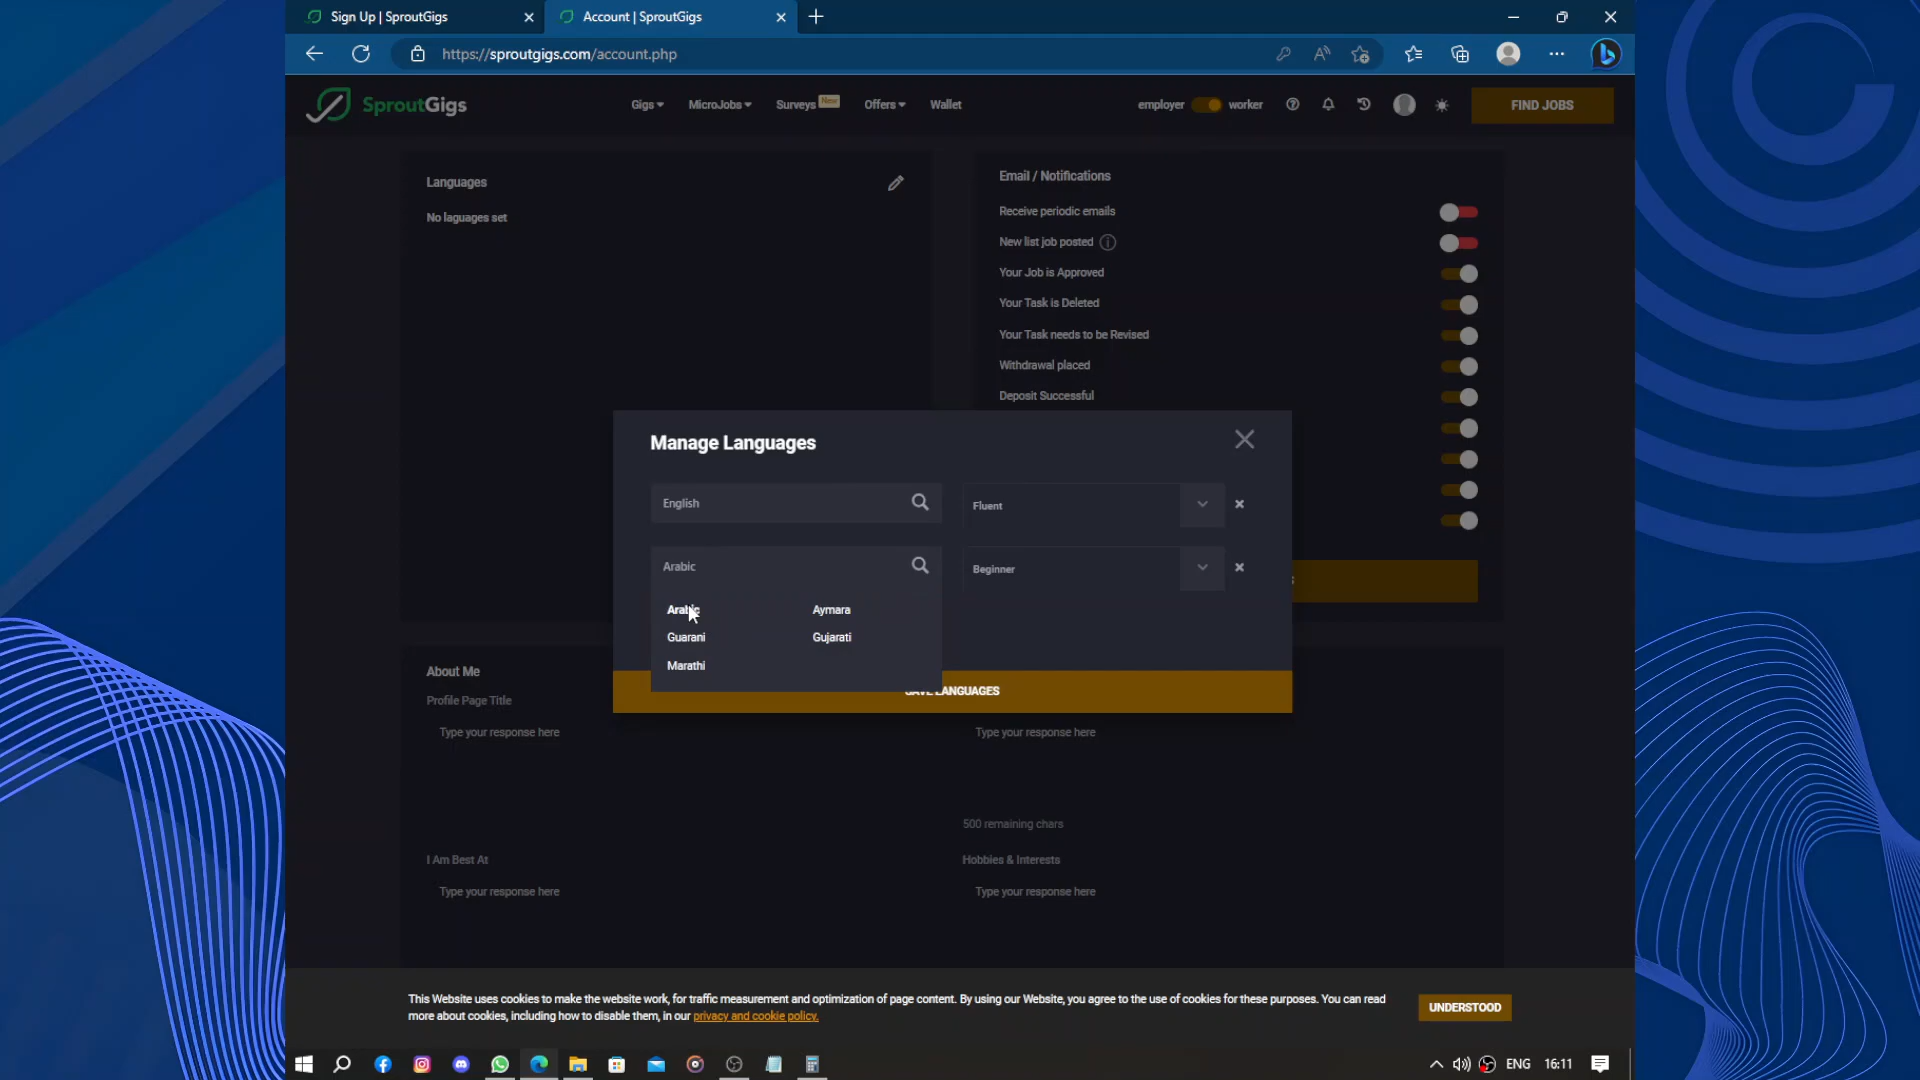 Sign Up | SproutGigs
Account | SproutGigs
https://sproutgigs.com/account.php
SproutGigs
Gigs
MicroJobs
Surveys New
Offers
Wallet
employer
worker
FIND JOBS
Languages
No laguages set
Email / Notifications
Receive periodic emails
New list job posted
Your Job is Approved
Your Task is Deleted
Your Task needs to be Revised
Withdrawal placed
Deposit Successful
Manage Languages
English
Fluent
Arabic
Beginner
Arabic
Aymara
Guarani
Gujarati
Marathi
SAVE LANGUAGES
About Me
Profile Page Title
Type your response here
Type your response here
500 remaining chars
I Am Best At
Hobbies & Interests
Type your response here
Type your response here
This Website uses cookies to make the website work, for traffic measurement and optimization of page content. By using our Website, you agree to the use of cookies for these purposes. You can read
more about cookies, including how to disable them, in our privacy and cookie policy.
UNDERSTOOD
ENG
16:11